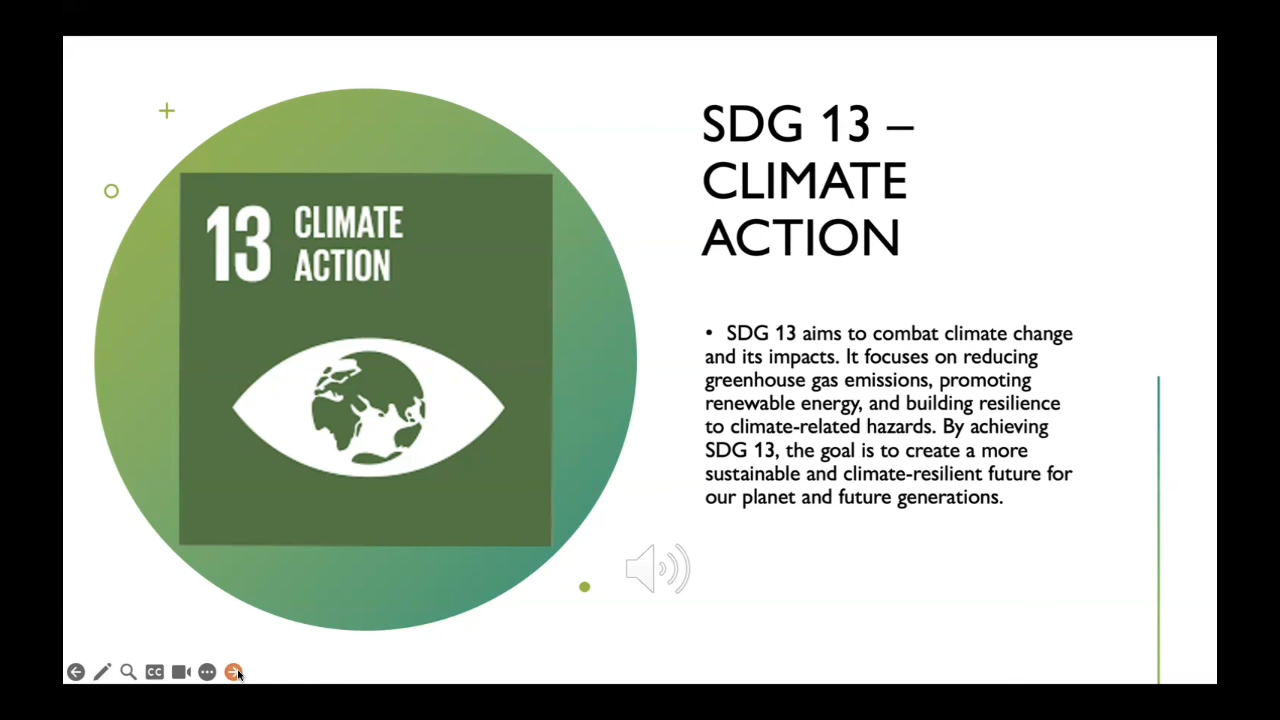 13 CLIMATE
ACTION
SDG 13 –
CLIMATE
ACTION
• SDG 13 aims to combat climate change
and its impacts. It focuses on reducing
greenhouse gas emissions, promoting
renewable energy, and building resilience
to climate-related hazards. By achieving
SDG 13, the goal is to create a more
sustainable and climate-resilient future for
our planet and future generations.
CC